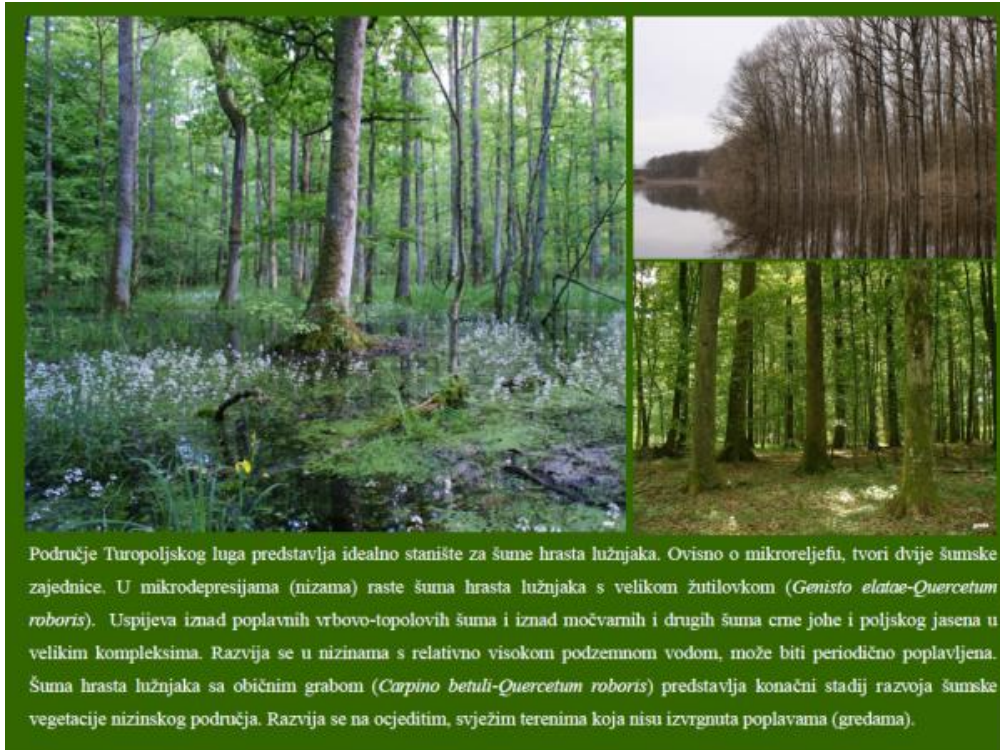 Područje Turopoljskog luga predstavlja idealno stanište za šume hrasta lužnjaka. Ovisno o mikroreljefu, tvori dvije šumske
zajednice. U mikrodepresijama (nizama) raste šuma hrasta lužnjaka s velikom žutilovkom (Genisto elatae-Quercetum
roboris). Uspijeva iznad poplavnih vrbovo-topolovih šuma i iznad močvarnih i drugih šuma crne johe i poljskog jasena u
velikim kompleksima. Razvija se u nizinama s relativno visokom podzemnom vodom, može biti periodično poplavljena.
Šuma hrasta lužnjaka sa običnim grabom (Carpino betuli-Quercetum roboris) predstavlja konačni stadij razvoja šumske
vegetacije nizinskog područja. Razvija se na ocjeditim, svježim terenima koja nisu izvrgnuta poplavama (gredama).